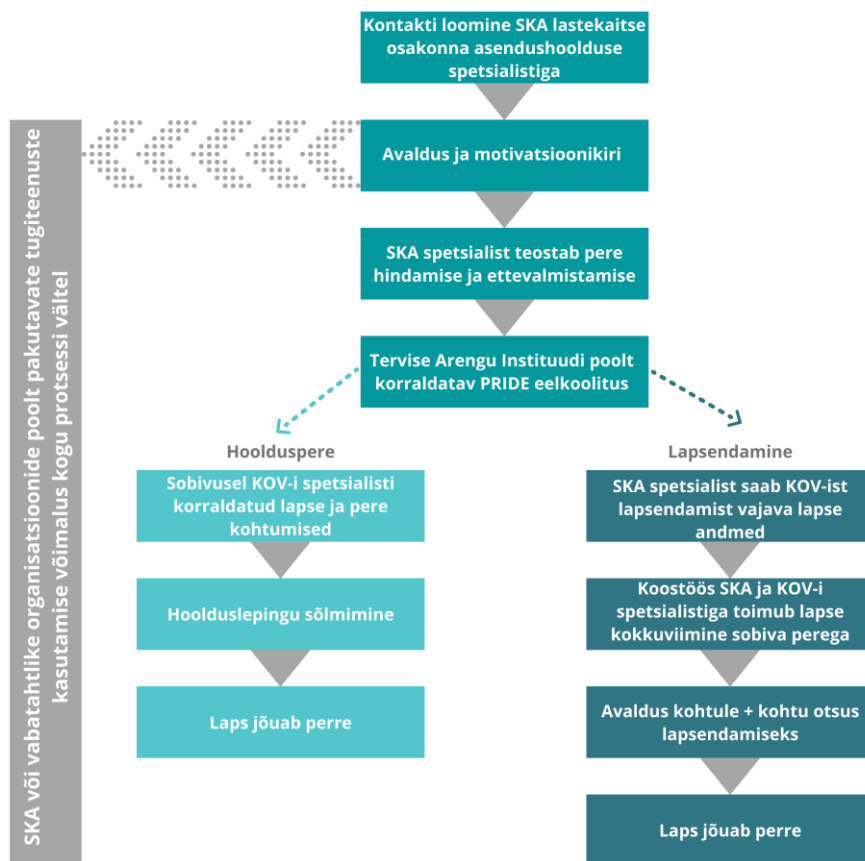 Kontakti loomine SKA lastekaitse
osakonna asendushoolduse
spetsialistiga
Avaldus ja motivatsioonikiri
SKA spetsialist teostab pere
hindamise ja ettevalmistamise
Tervise Arengu Instituudi poolt
korraldatav PRIDE eelkoolitus
SKA või vabatahtlike organisatsioonide poolt pakutavate tugiteenuste
kasutamise võimalus kogu protsessi vältel
Hoolduspere
Sobivusel KOV-i spetsialisti
korraldatud lapse ja pere
kohtumised
Hoolduslepingu sõlmimine
Laps jõuab perre
Lapsendamine
SKA spetsialist saab KOV-ist
lapsendamist vajava lapse
andmed
Koostöös SKA ja KOV-i
spetsialistiga toimub lapse
kokkuviimine sobiva perega
Avaldus kohtule + kohtu otsus
lapsendamiseks
Laps jõuab perre